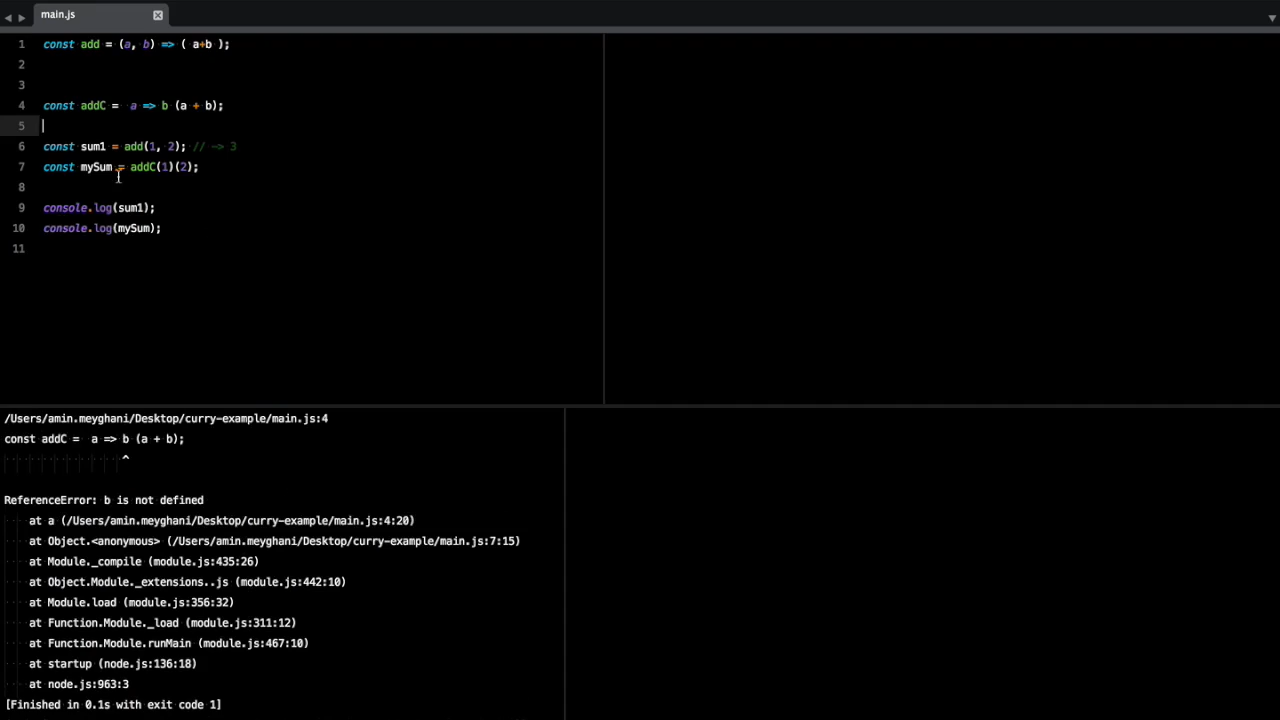 main.js
1 const add = (a, b) => ( a+b );
2
3
4 const addC =  a => b (a + b);
5
6 const sum1 = add(1, 2); // -> 3
7 const mySum = addC(1)(2);
8
9 console.log(sum1);
10 console.log(mySum);
11
/Users/amin.meyghani/Desktop/curry-example/main.js:4
const addC =  a => b (a + b);
^
ReferenceError: b is not defined
at a (/Users/amin.meyghani/Desktop/curry-example/main.js:4:20)
at Object.<anonymous> (/Users/amin.meyghani/Desktop/curry-example/main.js:7:15)
at Module._compile (module.js:435:26)
at Object.Module._extensions..js (module.js:442:10)
at Module.load (module.js:356:32)
at Function.Module._load (module.js:311:12)
at Function.Module.runMain (module.js:467:10)
at startup (node.js:136:18)
at node.js:963:3
[Finished in 0.1s with exit code 1]